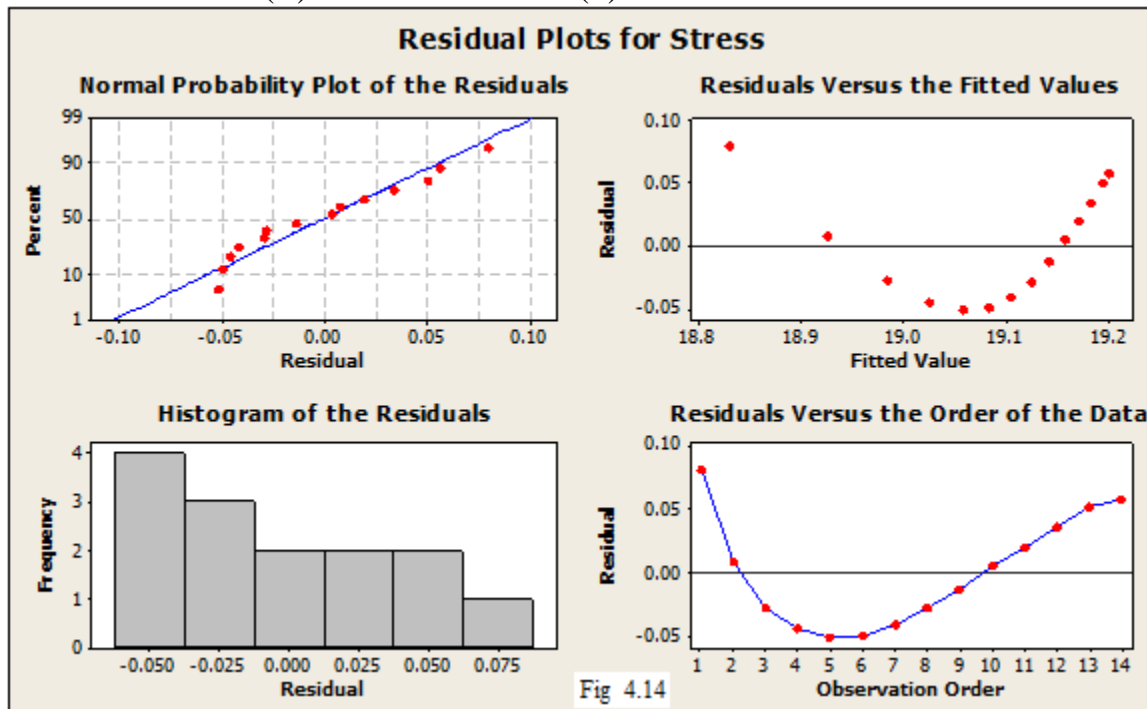 Residual Plots for Stress
Normal Probability Plot of the Residuals
99
90
50
10
1
Percent
-0.10 -0.05 0.00 0.05 0.10
Residual
Residuals Versus the Fitted Values
0.10
0.05
0.00
-0.05
Residual
18.8 18.9 19.0 19.1 19.2
Fitted Value
Histogram of the Residuals
4
3
2
1
0
Frequency
-0.050 -0.025 0.000 0.025 0.050 0.075
Residual
Residuals Versus the Order of the Data
0.10
0.05
0.00
-0.05
Residual
1 2 3 4 5 6 7 8 9 10 11 12 13 14
Observation Order
Fig 4.14